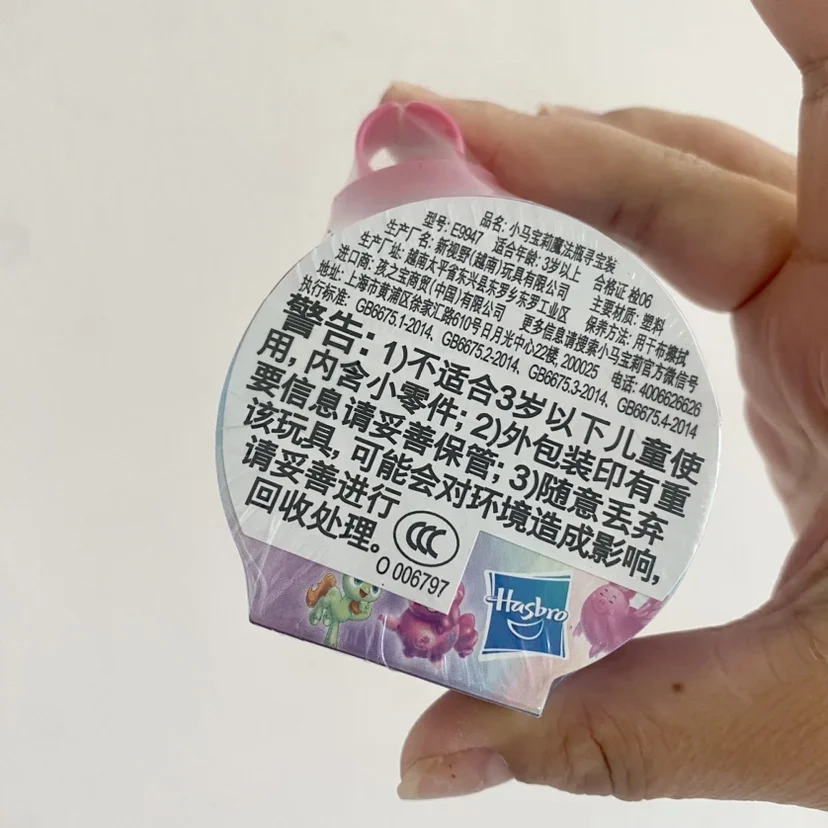 品名: 小马宝莉魔法瓶寻宝装
型号: E9947 适合年龄: 3岁以上 合格证 检06
生产厂名: 新视野(越南)玩具有限公司 主要材质: 塑料
生产厂址: 越南太平省东兴县东罗乡东罗工业区 保养方法: 用干布擦拭
进口商: 孩之宝商贸(中国)有限公司 更多信息请搜索小马宝莉官方微信号
地址: 上海市黄浦区徐家汇路610号日月光中心22楼, 200025 电话: 4006626626
执行标准: GB6675.1-2014、GB6675.2-2014、GB6675.3-2014、GB6675.4-2014
警告: 1)不适合3岁以下儿童使
用, 内含小零件; 2)外包装印有重
要信息请妥善保管; 3)随意丢弃
该玩具, 可能会对环境造成影响,
请妥善进行
回收处理。
CCC
O 006797
Hasbro